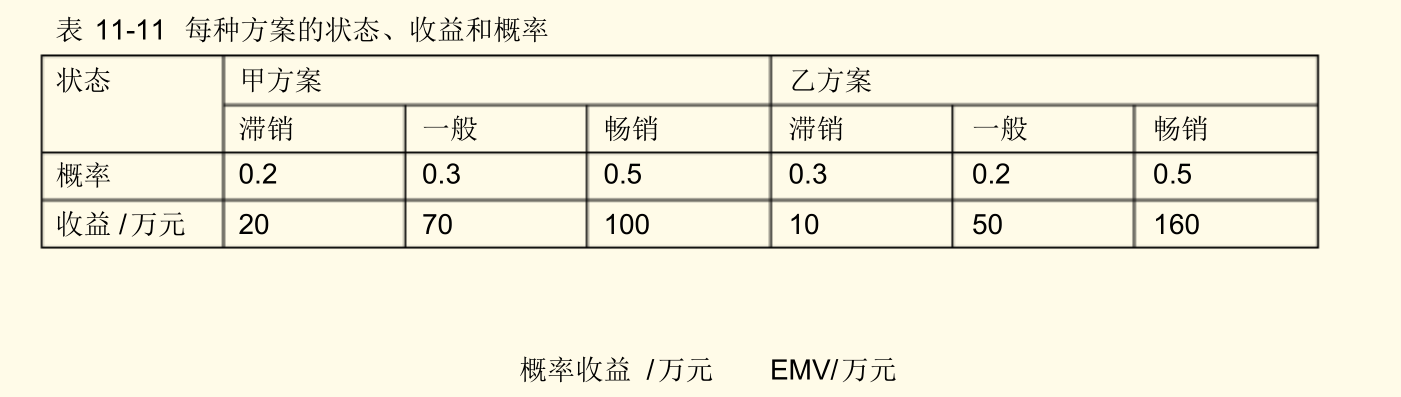 表 11-11 每种方案的状态、收益和概率
状态 甲方案 乙方案
滞销 一般 畅销 滞销 一般 畅销
概率 0.2 0.3 0.5 0.3 0.2 0.5
收益 /万元 20 70 100 10 50 160
概率收益 /万元 EMV/万元